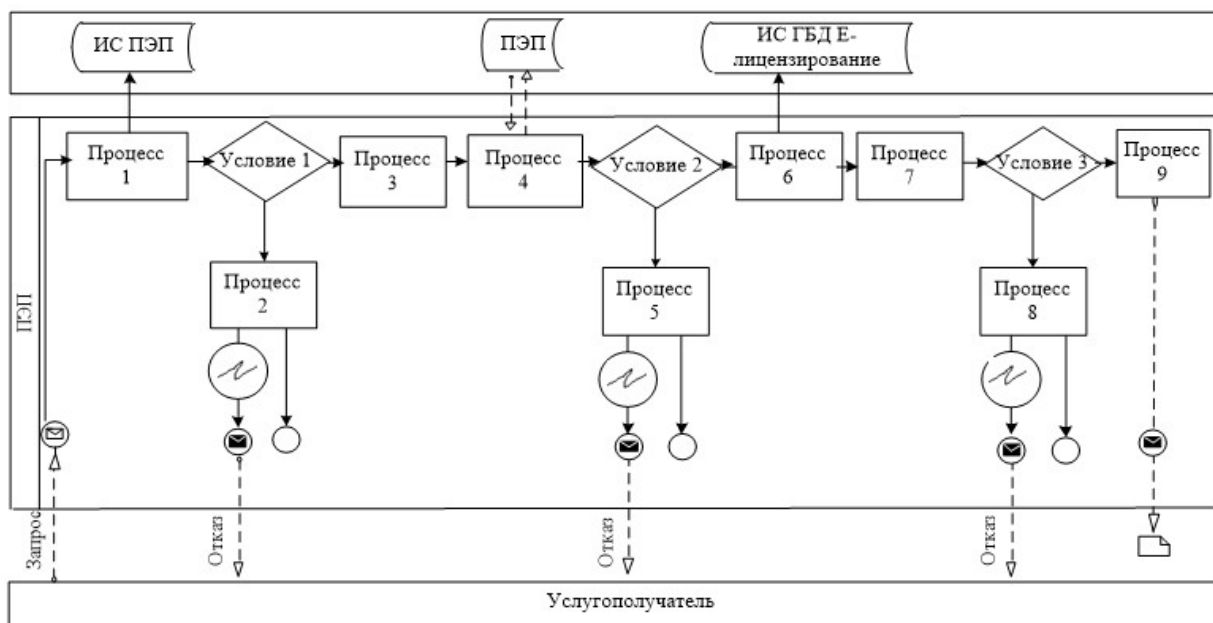 ИС ПЭП
ПЭП
ИС ГБД Е-
лицензирование
Процесс
1
Условие 1
Процесс
3
Процесс
4
Условие 2
Процесс
6
Процесс
7
Условие 3
Процесс
9
Процесс
2
Процесс
5
Процесс
8
ПЭП
Запрос
Отказ
Отказ
Отказ
Услугополучатель